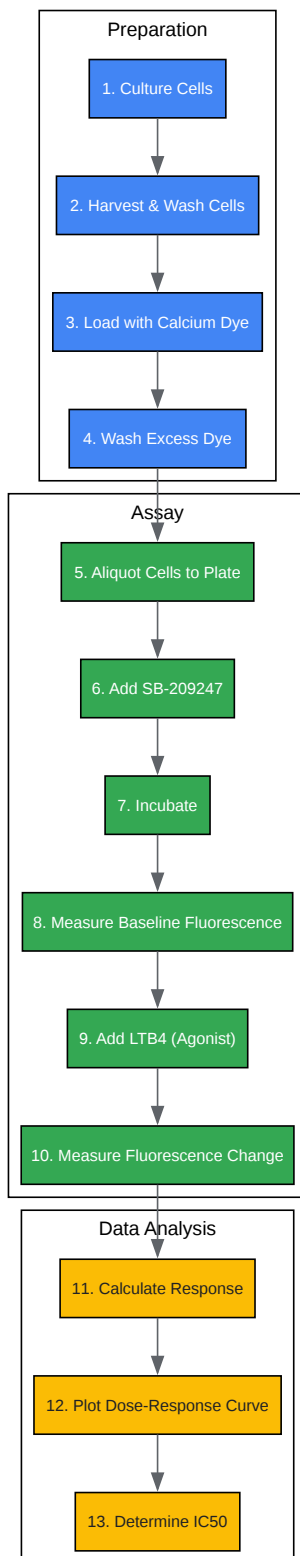 Preparation
1. Culture Cells
2. Harvest & Wash Cells
3. Load with Calcium Dye
4. Wash Excess Dye
Assay
5. Aliquot Cells to Plate
6. Add SB-209247
7. Incubate
8. Measure Baseline Fluorescence
9. Add LTB4 (Agonist)
10. Measure Fluorescence Change
Data Analysis
11. Calculate Response
12. Plot Dose-Response Curve
13. Determine IC50